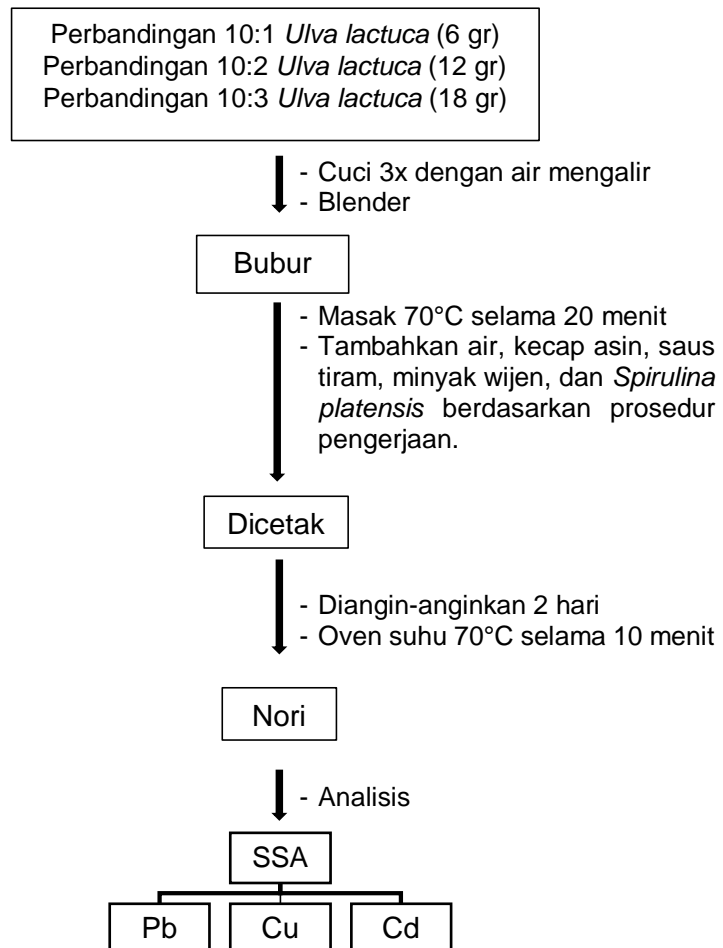 Perbandingan 10:1 Ulva lactuca (6 gr)
Perbandingan 10:2 Ulva lactuca (12 gr)
Perbandingan 10:3 Ulva lactuca (18 gr)
- Cuci 3x dengan air mengalir
- Blender
Bubur
- Masak 70°C selama 20 menit
- Tambahkan air, kecap asin, saus
tiram, minyak wijen, dan Spirulina
platensis berdasarkan prosedur
pengerjaan.
Dicetak
- Diangin-anginkan 2 hari
- Oven suhu 70°C selama 10 menit
Nori
- Analisis
SSA
Pb
Cu
Cd